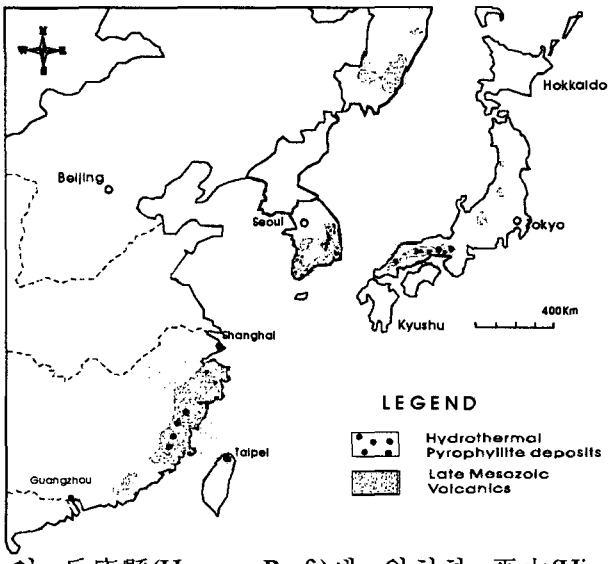 N
W E
S
Hokkaido
Beijing
Seoul
Tokyo
400Km
Kyushu
Shanghai
LEGEND
Hydrothermal
Pyrophyllite deposits
Late Mesozoic
Volcanics
Taipei
Guangzhou